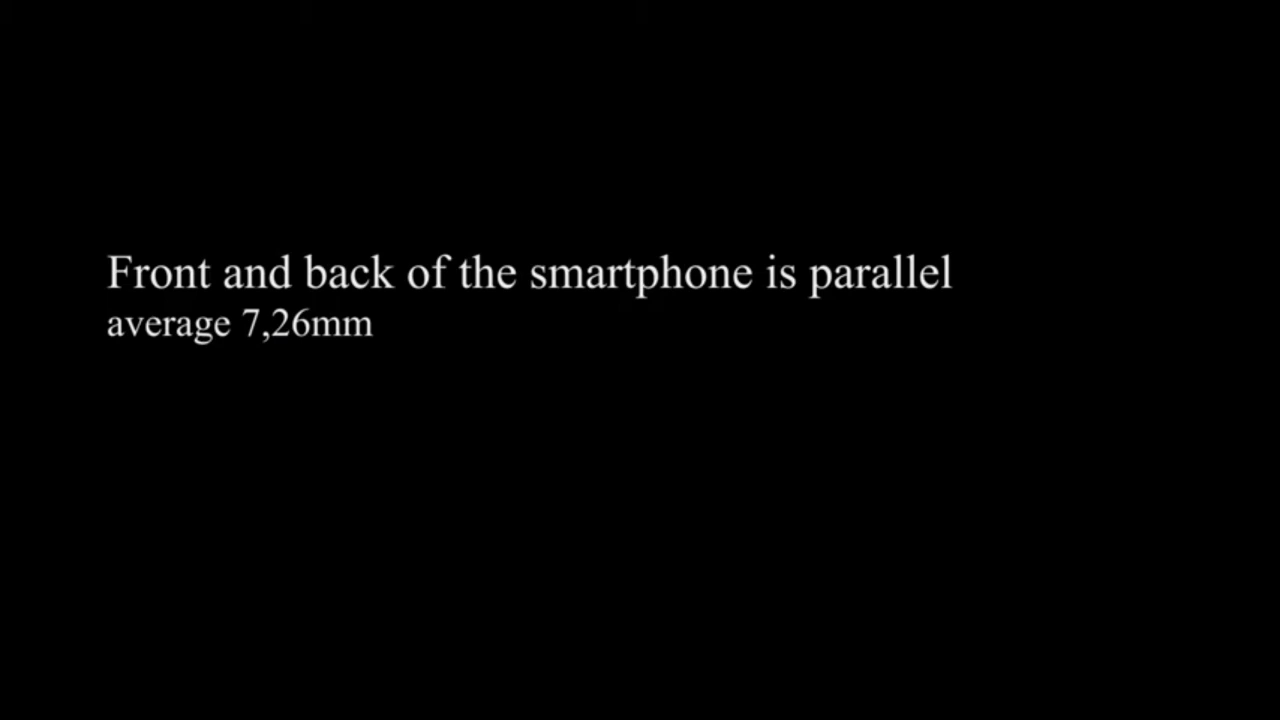 Front and back of the smartphone is parallel
average 7,26mm